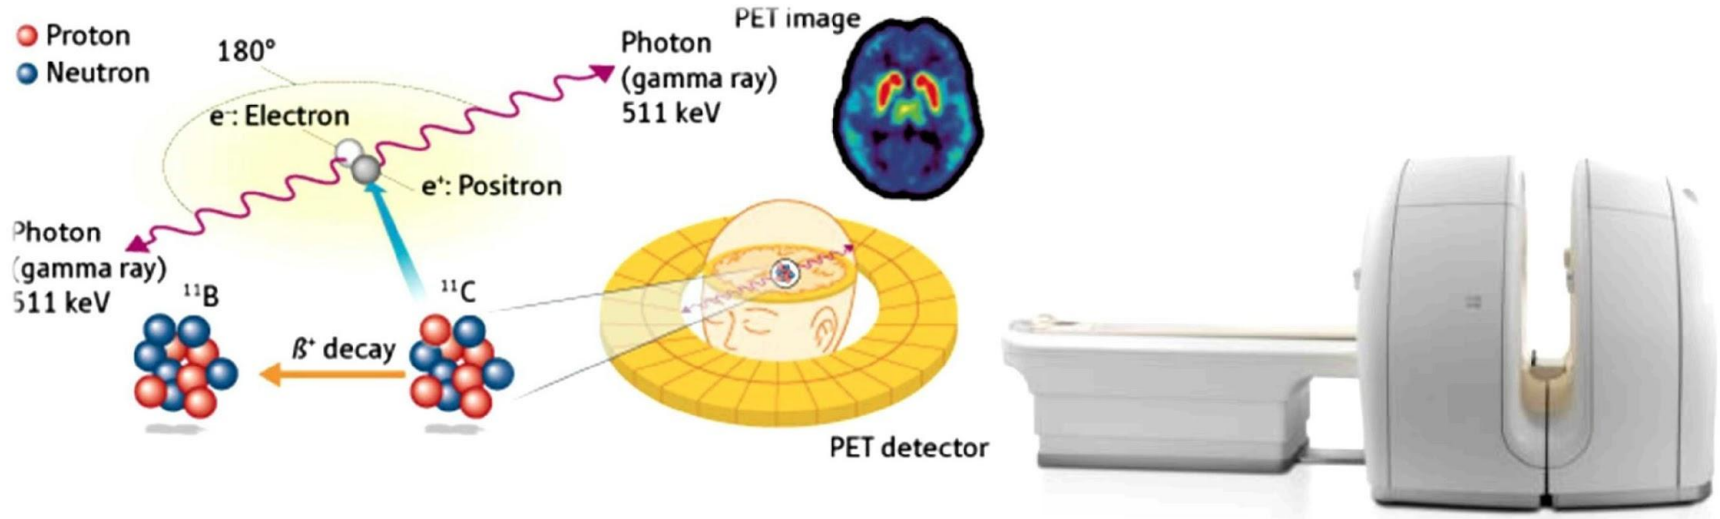 Proton
Neutron
180°
e⁻: Electron
e⁺: Positron
Photon
(gamma ray)
511 keV
Photon
(gamma ray)
511 keV
¹¹B
¹¹C
ß⁺ decay
PET image
PET detector